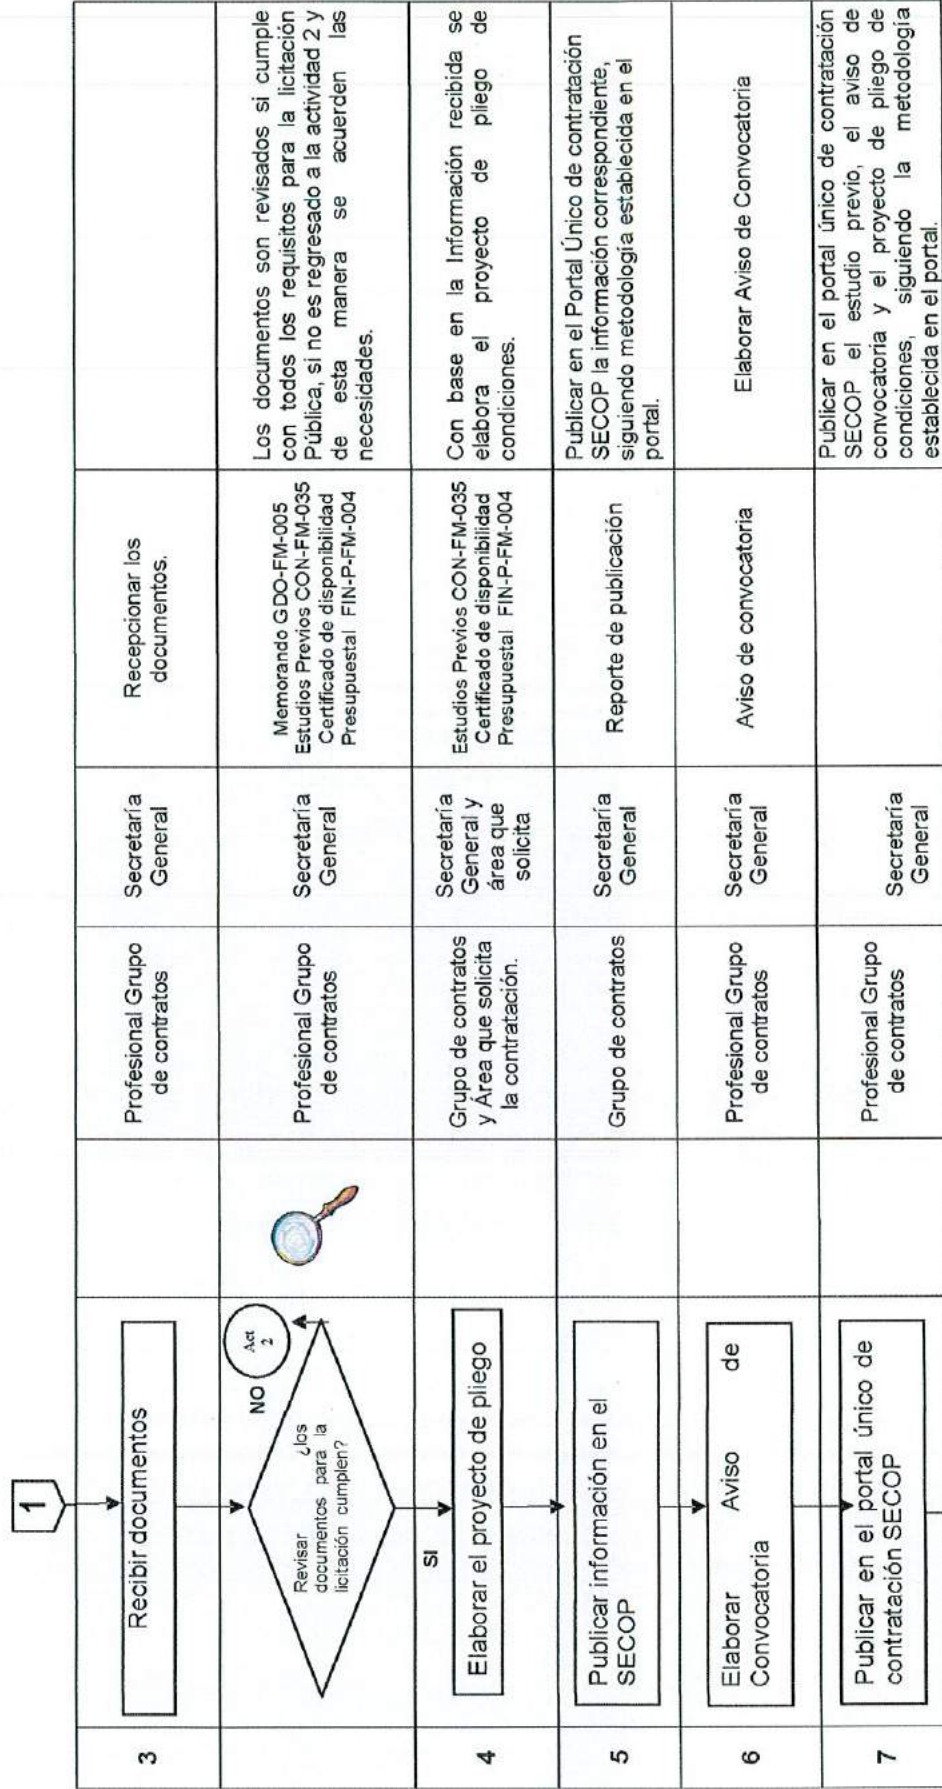 1
3
Recibir documentos
Profesional Grupo
de contratos
Secretaría
General
Recepcionar los
documentos.
Revisar ¿los
documentos para la
licitación cumplen?
NO
Act
2
SI
Profesional Grupo
de contratos
Secretaría
General
Memorando GDO-FM-005
Estudios Previos CON-FM-035
Certificado de disponibilidad
Presupuestal FIN-P-FM-004
Los documentos son revisados si cumple
con todos los requisitos para la licitación
Pública, si no es regresado a la actividad 2 y
de esta manera se acuerden las
necesidades.
4
Elaborar el proyecto de pliego
Grupo de contratos
y Área que solicita
la contratación.
Secretaría
General y
área que
solicita
Estudios Previos CON-FM-035
Certificado de disponibilidad
Presupuestal FIN-P-FM-004
Con base en la Información recibida se
elabora el proyecto de pliego de
condiciones.
5
Publicar información en el
SECOP
Grupo de contratos
Secretaría
General
Reporte de publicación
Publicar en el Portal Único de contratación
SECOP la información correspondiente,
siguiendo metodología establecida en el
portal.
6
Elaborar Aviso de
Convocatoria
Profesional Grupo
de contratos
Secretaría
General
Aviso de convocatoria
Elaborar Aviso de Convocatoria
7
Publicar en el portal único de
contratación SECOP
Profesional Grupo
de contratos
Secretaría
General
Publicar en el portal único de contratación
SECOP el estudio previo, el aviso de
convocatoria y el proyecto de pliego de
condiciones, siguiendo la metodología
establecida en el portal.